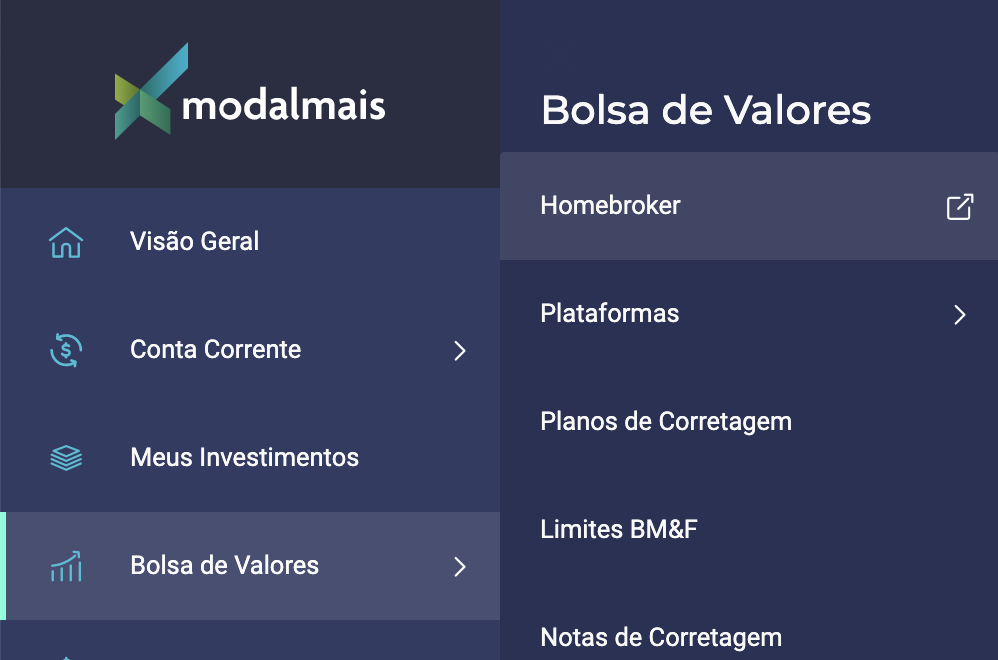 modalmais
Visão Geral
Conta Corrente
Meus Investimentos
Bolsa de Valores
Bolsa de Valores
Homebroker
Plataformas
Planos de Corretagem
Limites BM&F
Notas de Corretagem